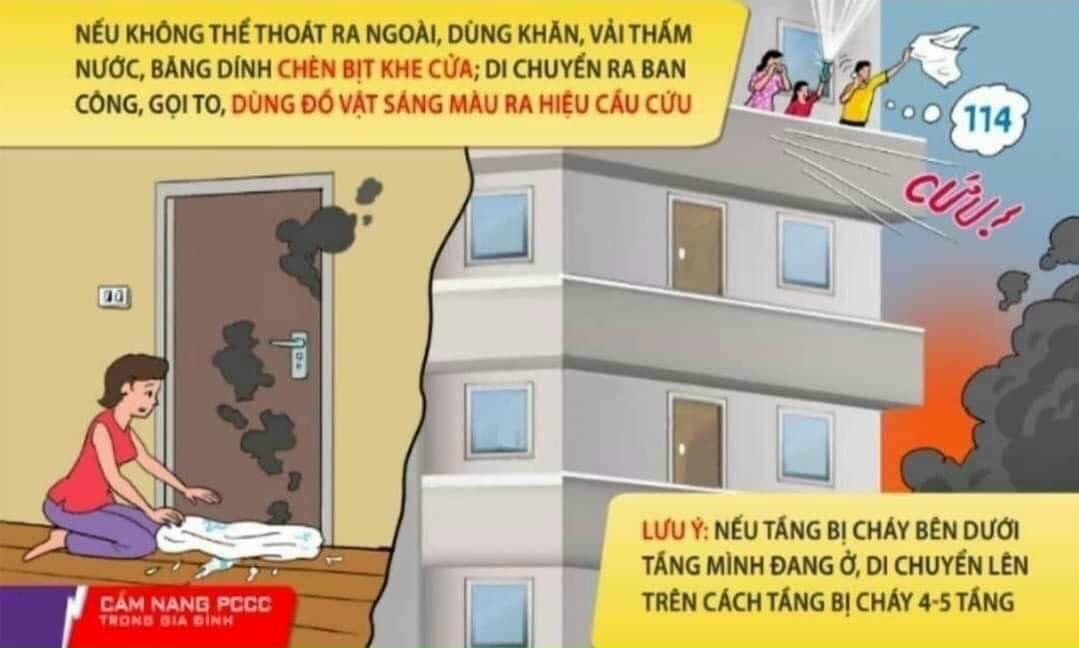 NẾU KHÔNG THỂ THOÁT RA NGOÀI, DÙNG KHĂN, VẢI THẤM
NƯỚC, BĂNG DÍNH CHÈN BỊT KHE CỬA; DI CHUYỂN RA BAN
CÔNG, GỌI TO, DÙNG ĐỒ VẬT SÁNG MÀU RA HIỆU CẦU CỨU
114
CỨU!
LƯU Ý: NẾU TẦNG BỊ CHÁY BÊN DƯỚI
TẦNG MÌNH ĐANG Ở, DI CHUYỂN LÊN
TRÊN CÁCH TẦNG BỊ CHÁY 4-5 TẦNG
CẨM NANG PCCC
TRONG GIA ĐÌNH